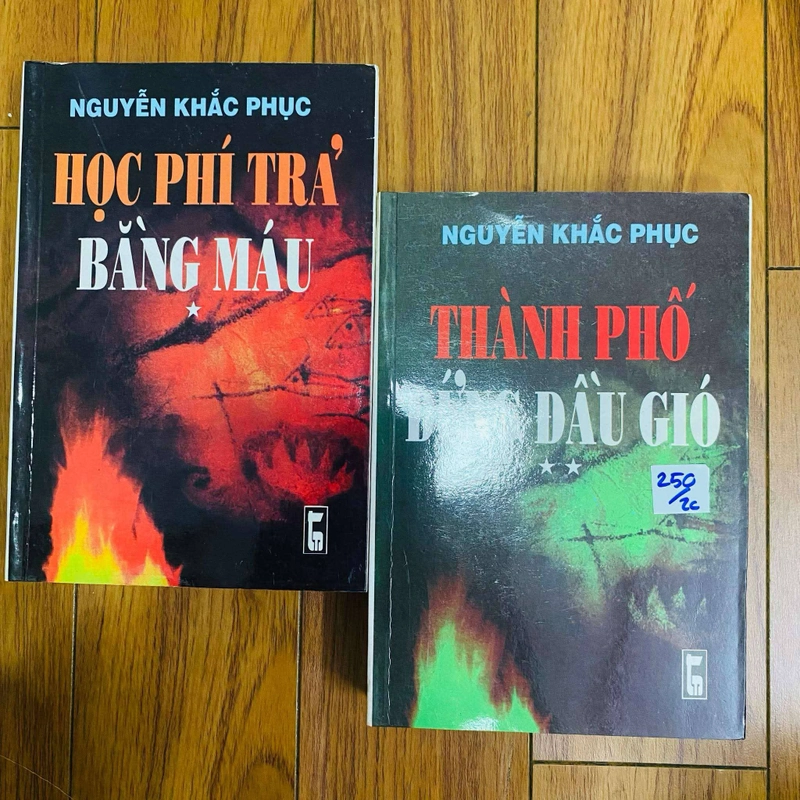 NGUYỄN KHẮC PHỤC
HỌC PHÍ TRẢ
BẰNG MÁU
NGUYỄN KHẮC PHỤC
THÀNH PHỐ
ĐẦU GIÓ
250
/2c